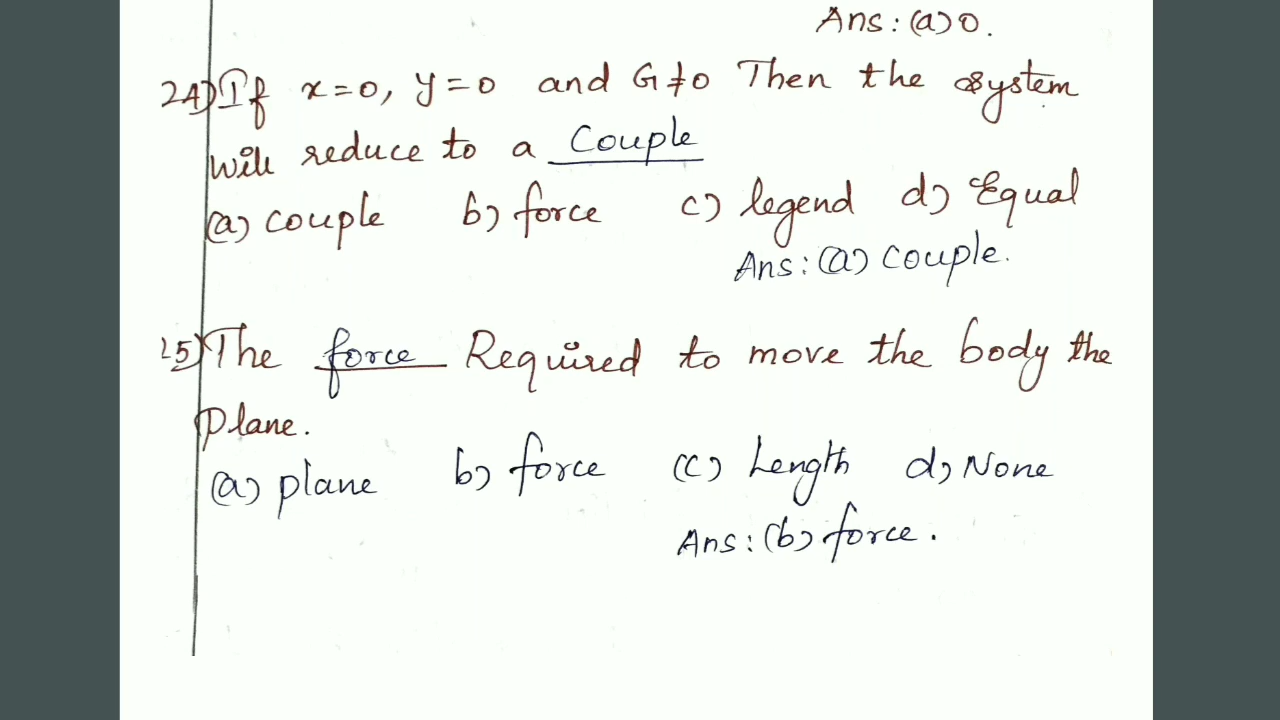 Ans: (a) 0.
24) If x=0, y=0 and G≠0 Then the system
will reduce to a Couple
(a) couple b) force c) legend d) Equal
Ans: (a) couple.
25) The force Required to move the body the
Plane.
(a) plane b) force (c) Length d) None
Ans: (b) force.